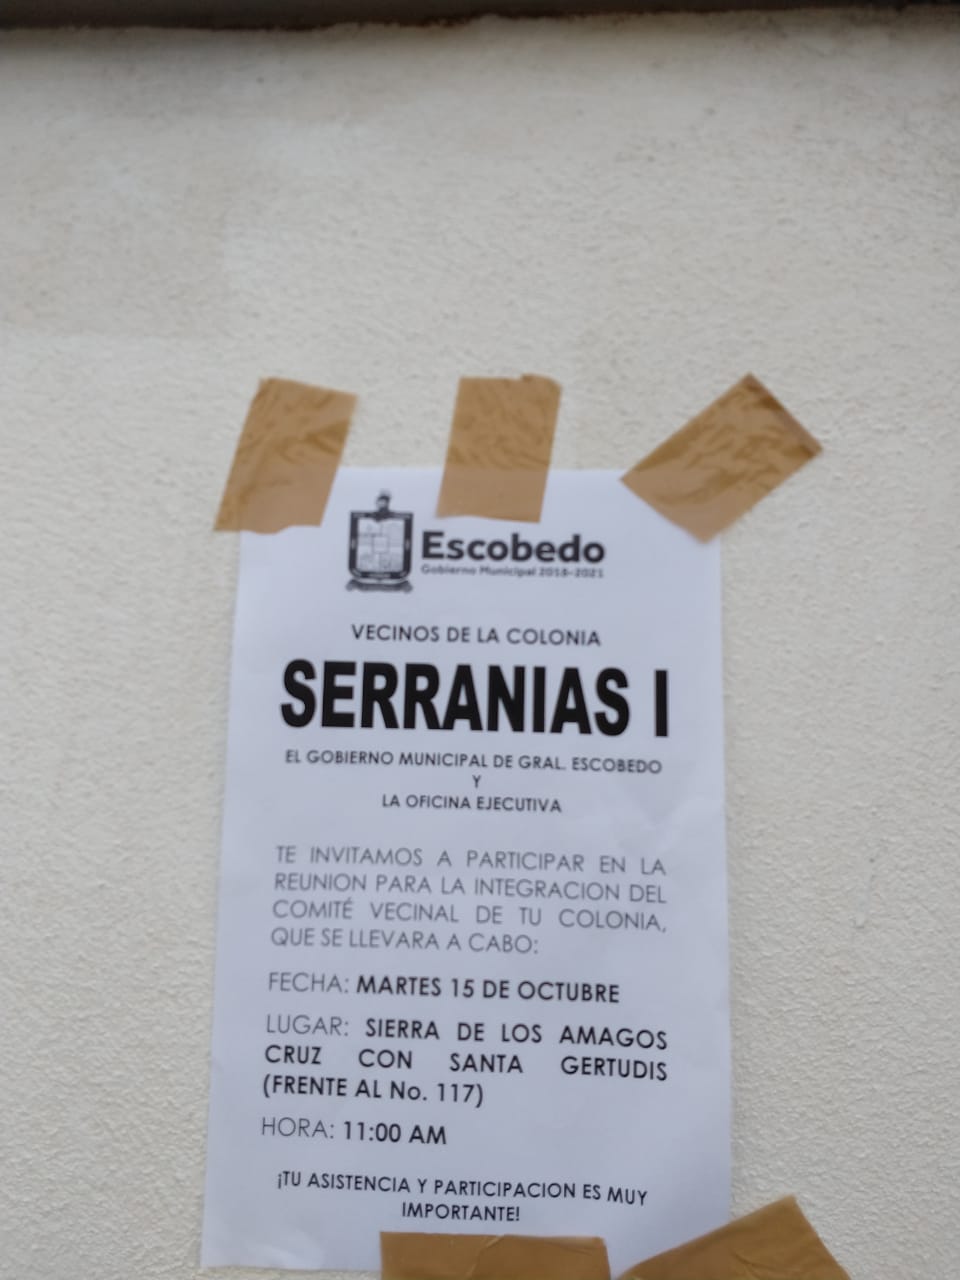 Escobedo
Gobierno Municipal 2018-2021
VECINOS DE LA COLONIA
SERRANIAS I
EL GOBIERNO MUNICIPAL DE GRAL. ESCOBEDO
Y
LA OFICINA EJECUTIVA
TE INVITAMOS A PARTICIPAR EN LA
REUNION PARA LA INTEGRACION DEL
COMITÉ VECINAL DE TU COLONIA,
QUE SE LLEVARA A CABO:
FECHA: MARTES 15 DE OCTUBRE
LUGAR: SIERRA DE LOS AMAGOS
CRUZ CON SANTA GERTUDIS
(FRENTE AL No. 117)
HORA: 11:00 AM
¡TU ASISTENCIA Y PARTICIPACION ES MUY
IMPORTANTE!